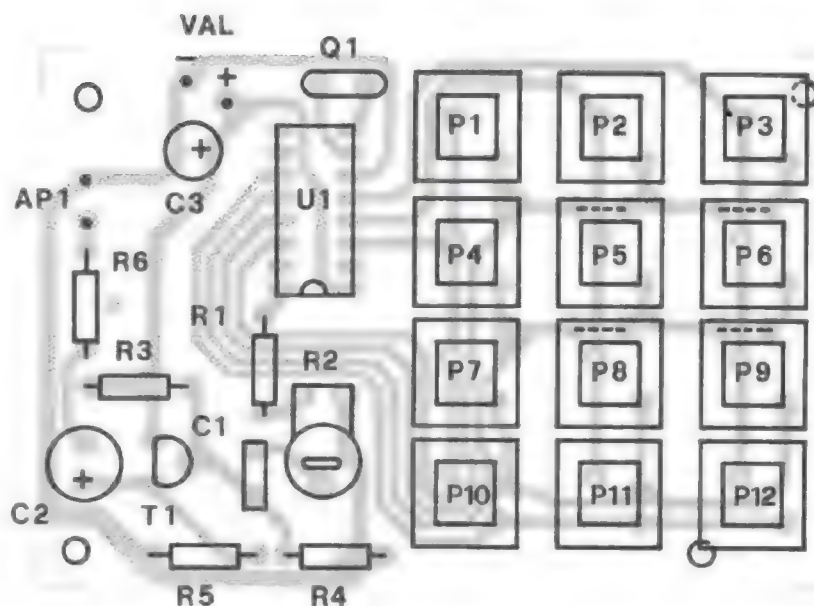 VAL
Q1
- +
P1 P2 P3
+
AP1 C3 U1
P4 P5 P6
R6
R1
R3 R2
P7 P8 P9
C1
+
P10 P11 P12
C2 T1
R5 R4